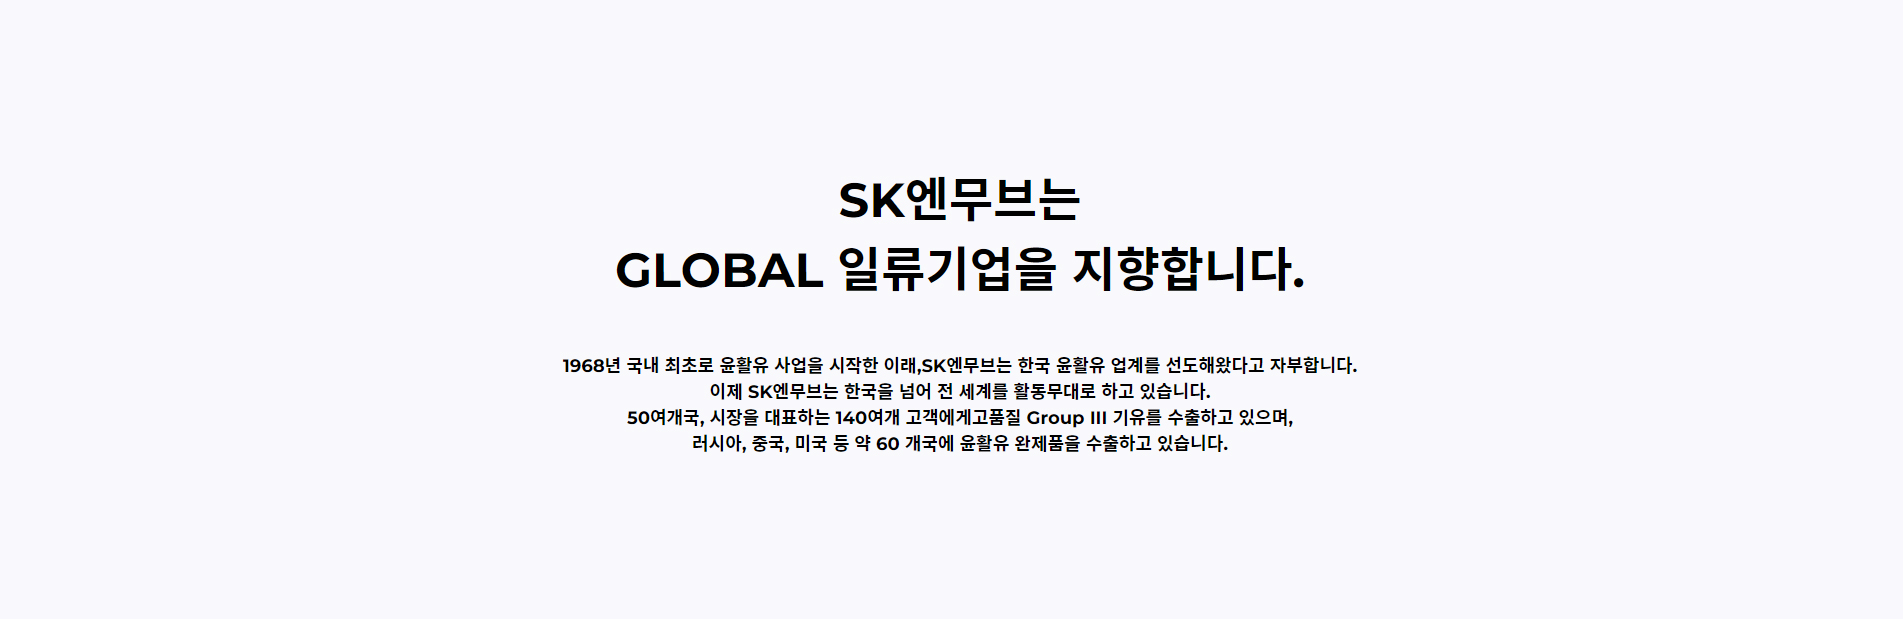 SK엔무브는
GLOBAL 일류기업을 지향합니다.
1968년 국내 최초로 윤활유 사업을 시작한 이래,SK엔무브는 한국 윤활유 업계를 선도해왔다고 자부합니다.
이제 SK엔무브는 한국을 넘어 전 세계를 활동무대로 하고 있습니다.
50여개국, 시장을 대표하는 140여개 고객에게고품질 Group III 기유를 수출하고 있으며,
러시아, 중국, 미국 등 약 60 개국에 윤활유 완제품을 수출하고 있습니다.